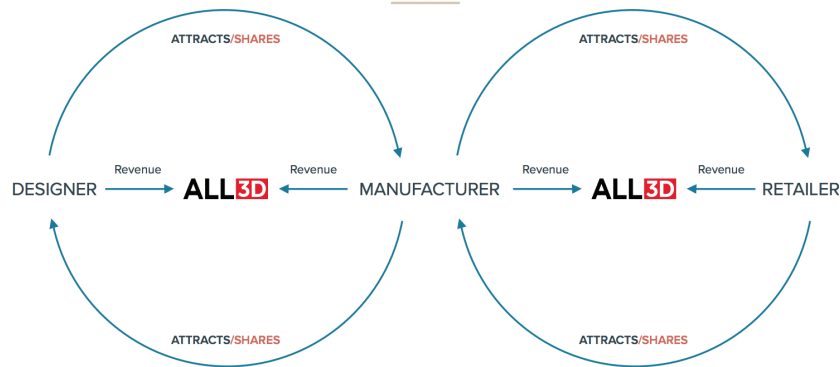 ATTRACTS/SHARES
ATTRACTS/SHARES
Revenue
Revenue
Revenue
Revenue
DESIGNER
ALL3D
MANUFACTURER
ALL3D
RETAILER
ATTRACTS/SHARES
ATTRACTS/SHARES